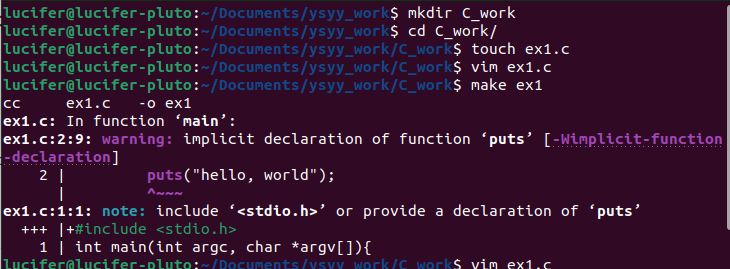 lucifer@lucifer-pluto:~/Documents/ysyy_work$ mkdir C_work
lucifer@lucifer-pluto:~/Documents/ysyy_work$ cd C_work/
lucifer@lucifer-pluto:~/Documents/ysyy_work/C_work$ touch ex1.c
lucifer@lucifer-pluto:~/Documents/ysyy_work/C_work$ vim ex1.c
lucifer@lucifer-pluto:~/Documents/ysyy_work/C_work$ make ex1
cc     ex1.c   -o ex1
ex1.c: In function ‘main’:
ex1.c:2:9: warning: implicit declaration of function ‘puts’ [-Wimplicit-function
-declaration]
    2 |         puts("hello, world");
      |         ^~~~
ex1.c:1:1: note: include ‘<stdio.h>’ or provide a declaration of ‘puts’
  +++ |+#include <stdio.h>
    1 | int main(int argc, char *argv[]){
lucifer@lucifer-pluto:~/Documents/ysyy_work/C_work$ vim ex1.c